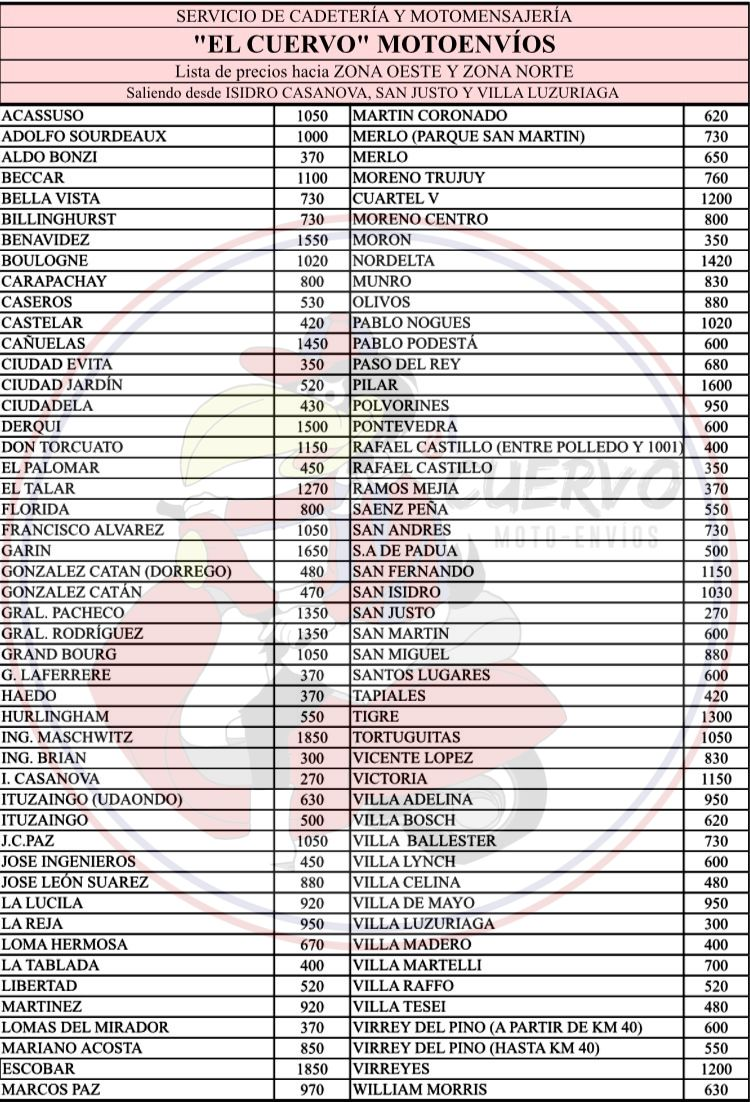 SERVICIO DE CADETERÍA Y MOTOMENSAJERÍA
"EL CUERVO" MOTOENVÍOS
Lista de precios hacia ZONA OESTE Y ZONA NORTE
Saliendo desde ISIDRO CASANOVA, SAN JUSTO Y VILLA LUZURIAGA
ACASSUSO 1050 MARTIN CORONADO 620
ADOLFO SOURDEAUX 1000 MERLO (PARQUE SAN MARTIN) 730
ALDO BONZI 370 MERLO 650
BECCAR 1100 MORENO TRUJUY 760
BELLA VISTA 730 CUARTEL V 1200
BILLINGHURST 730 MORENO CENTRO 800
BENAVIDEZ 1550 MORON 350
BOULOGNE 1020 NORDELTA 1420
CARAPACHAY 800 MUNRO 830
CASEROS 530 OLIVOS 880
CASTELAR 420 PABLO NOGUES 1020
CAÑUELAS 1450 PABLO PODESTÁ 600
CIUDAD EVITA 350 PASO DEL REY 680
CIUDAD JARDÍN 520 PILAR 1600
CIUDADELA 430 POLVORINES 950
DERQUI 1500 PONTEVEDRA 600
DON TORCUATO 1150 RAFAEL CASTILLO (ENTRE POLLEDO Y 1001) 400
EL PALOMAR 450 RAFAEL CASTILLO 350
EL TALAR 1270 RAMOS MEJIA 370
FLORIDA 800 SAENZ PEÑA 550
FRANCISCO ALVAREZ 1050 SAN ANDRES 730
GARIN 1650 S.A DE PADUA 500
GONZALEZ CATAN (DORREGO) 480 SAN FERNANDO 1150
GONZALEZ CATÁN 470 SAN ISIDRO 1030
GRAL. PACHECO 1350 SAN JUSTO 270
GRAL. RODRÍGUEZ 1350 SAN MARTIN 600
GRAND BOURG 1050 SAN MIGUEL 880
G. LAFERRERE 370 SANTOS LUGARES 600
HAEDO 370 TAPIALES 420
HURLINGHAM 550 TIGRE 1300
ING. MASCHWITZ 1850 TORTUGUITAS 1050
ING. BRIAN 300 VICENTE LOPEZ 830
I. CASANOVA 270 VICTORIA 1150
ITUZAINGO (UDAONDO) 630 VILLA ADELINA 950
ITUZAINGO 500 VILLA BOSCH 620
J.C.PAZ 1050 VILLA BALLESTER 730
JOSE INGENIEROS 450 VILLA LYNCH 600
JOSE LEÓN SUAREZ 880 VILLA CELINA 480
LA LUCILA 920 VILLA DE MAYO 950
LA REJA 950 VILLA LUZURIAGA 300
LOMA HERMOSA 670 VILLA MADERO 400
LA TABLADA 400 VILLA MARTELLI 700
LIBERTAD 520 VILLA RAFFO 520
MARTINEZ 920 VILLA TESEI 480
LOMAS DEL MIRADOR 370 VIRREY DEL PINO (A PARTIR DE KM 40) 600
MARIANO ACOSTA 850 VIRREY DEL PINO (HASTA KM 40) 550
ESCOBAR 1850 VIRREYES 1200
MARCOS PAZ 970 WILLIAM MORRIS 630
CUERVO
MOTO-ENVÍOS